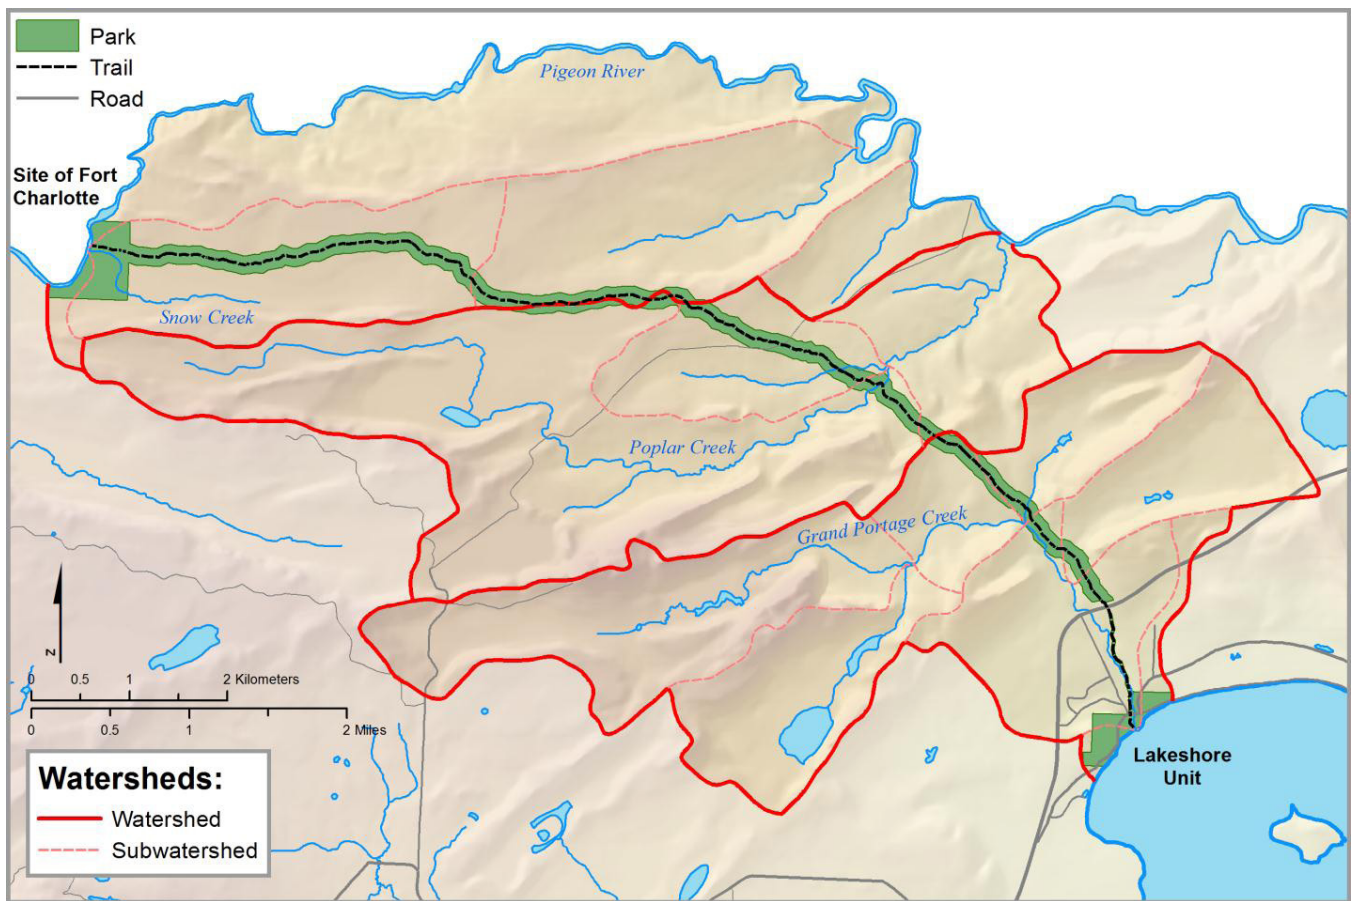 Park
Trail
Road
Pigeon River
Site of Fort
Charlotte
Snow Creek
Poplar Creek
Grand Portage Creek
N
0 0.5 1 2 Kilometers
0 0.5 1 2 Miles
Lakeshore
Unit
Watersheds:
Watershed
Subwatershed